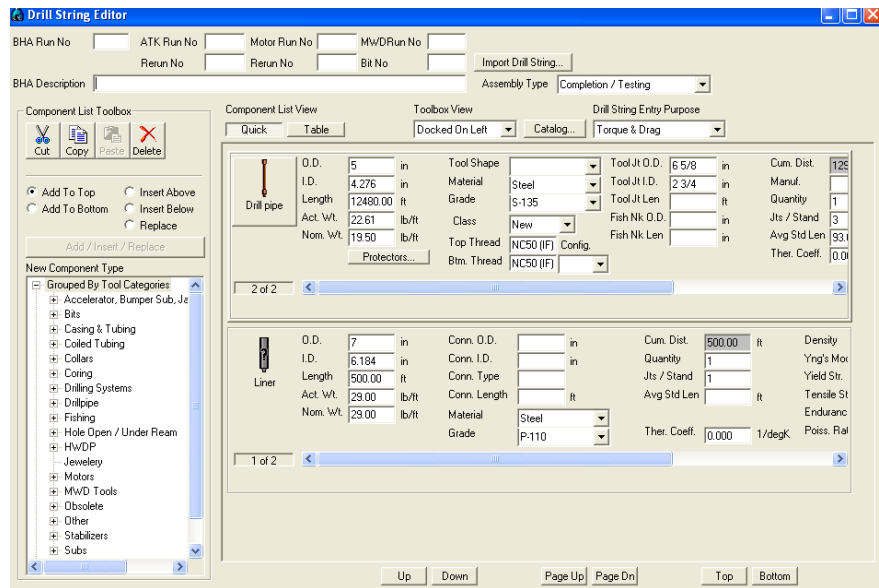 Drill String Editor
BHA Run No ATK Run No Motor Run No MWDRun No
Rerun No Rerun No Bit No Import Drill String...
BHA Description Assembly Type Completion / Testing
Component List Toolbox Component List View Toolbox View Drill String Entry Purpose
Cut Copy Paste Delete Quick Table Docked On Left Catalog... Torque & Drag
Add To Top Insert Above
Add To Bottom Insert Below
Replace
Add / Insert / Replace
New Component Type
Grouped By Tool Categories
Accelerator, Bumper Sub, Ja
Bits
Casing & Tubing
Coiled Tubing
Collars
Coring
Drilling Systems
Drillpipe
Fishing
Hole Open / Under Ream
HWDP
Jewelery
Motors
MWD Tools
Obsolete
Other
Stabilizers
Subs
Drill pipe
O.D. 5 in Tool Shape Tool Jt O.D. 6 5/8 in Cum. Dist. 129
I.D. 4.276 in Material Steel Tool Jt I.D. 2 3/4 in Manuf.
Length 12480.00 ft Grade S-135 Tool Jt Len ft Quantity 1
Act. Wt. 22.61 lb/ft Class New Fish Nk O.D. in Jts / Stand 3
Nom. Wt. 19.50 lb/ft Top Thread NC50 (IF) Config. Fish Nk Len in Avg Std Len 93.
Protectors... Btm. Thread NC50 (IF) Ther. Coeff. 0.0
2 of 2
Liner
O.D. 7 in Conn. O.D. in Cum. Dist. 500.00 ft Density
I.D. 6.184 in Conn. I.D. in Quantity 1 Yng's Mo
Length 500.00 ft Conn. Type Jts / Stand 1 Yield Str.
Act. Wt. 29.00 lb/ft Conn. Length ft Avg Std Len ft Tensile St
Nom. Wt. 29.00 lb/ft Material Steel Enduranc
Grade P-110 Ther. Coeff. 0.000 1/degK Poiss. Ra
1 of 2
Up Down Page Up Page Dn Top Bottom